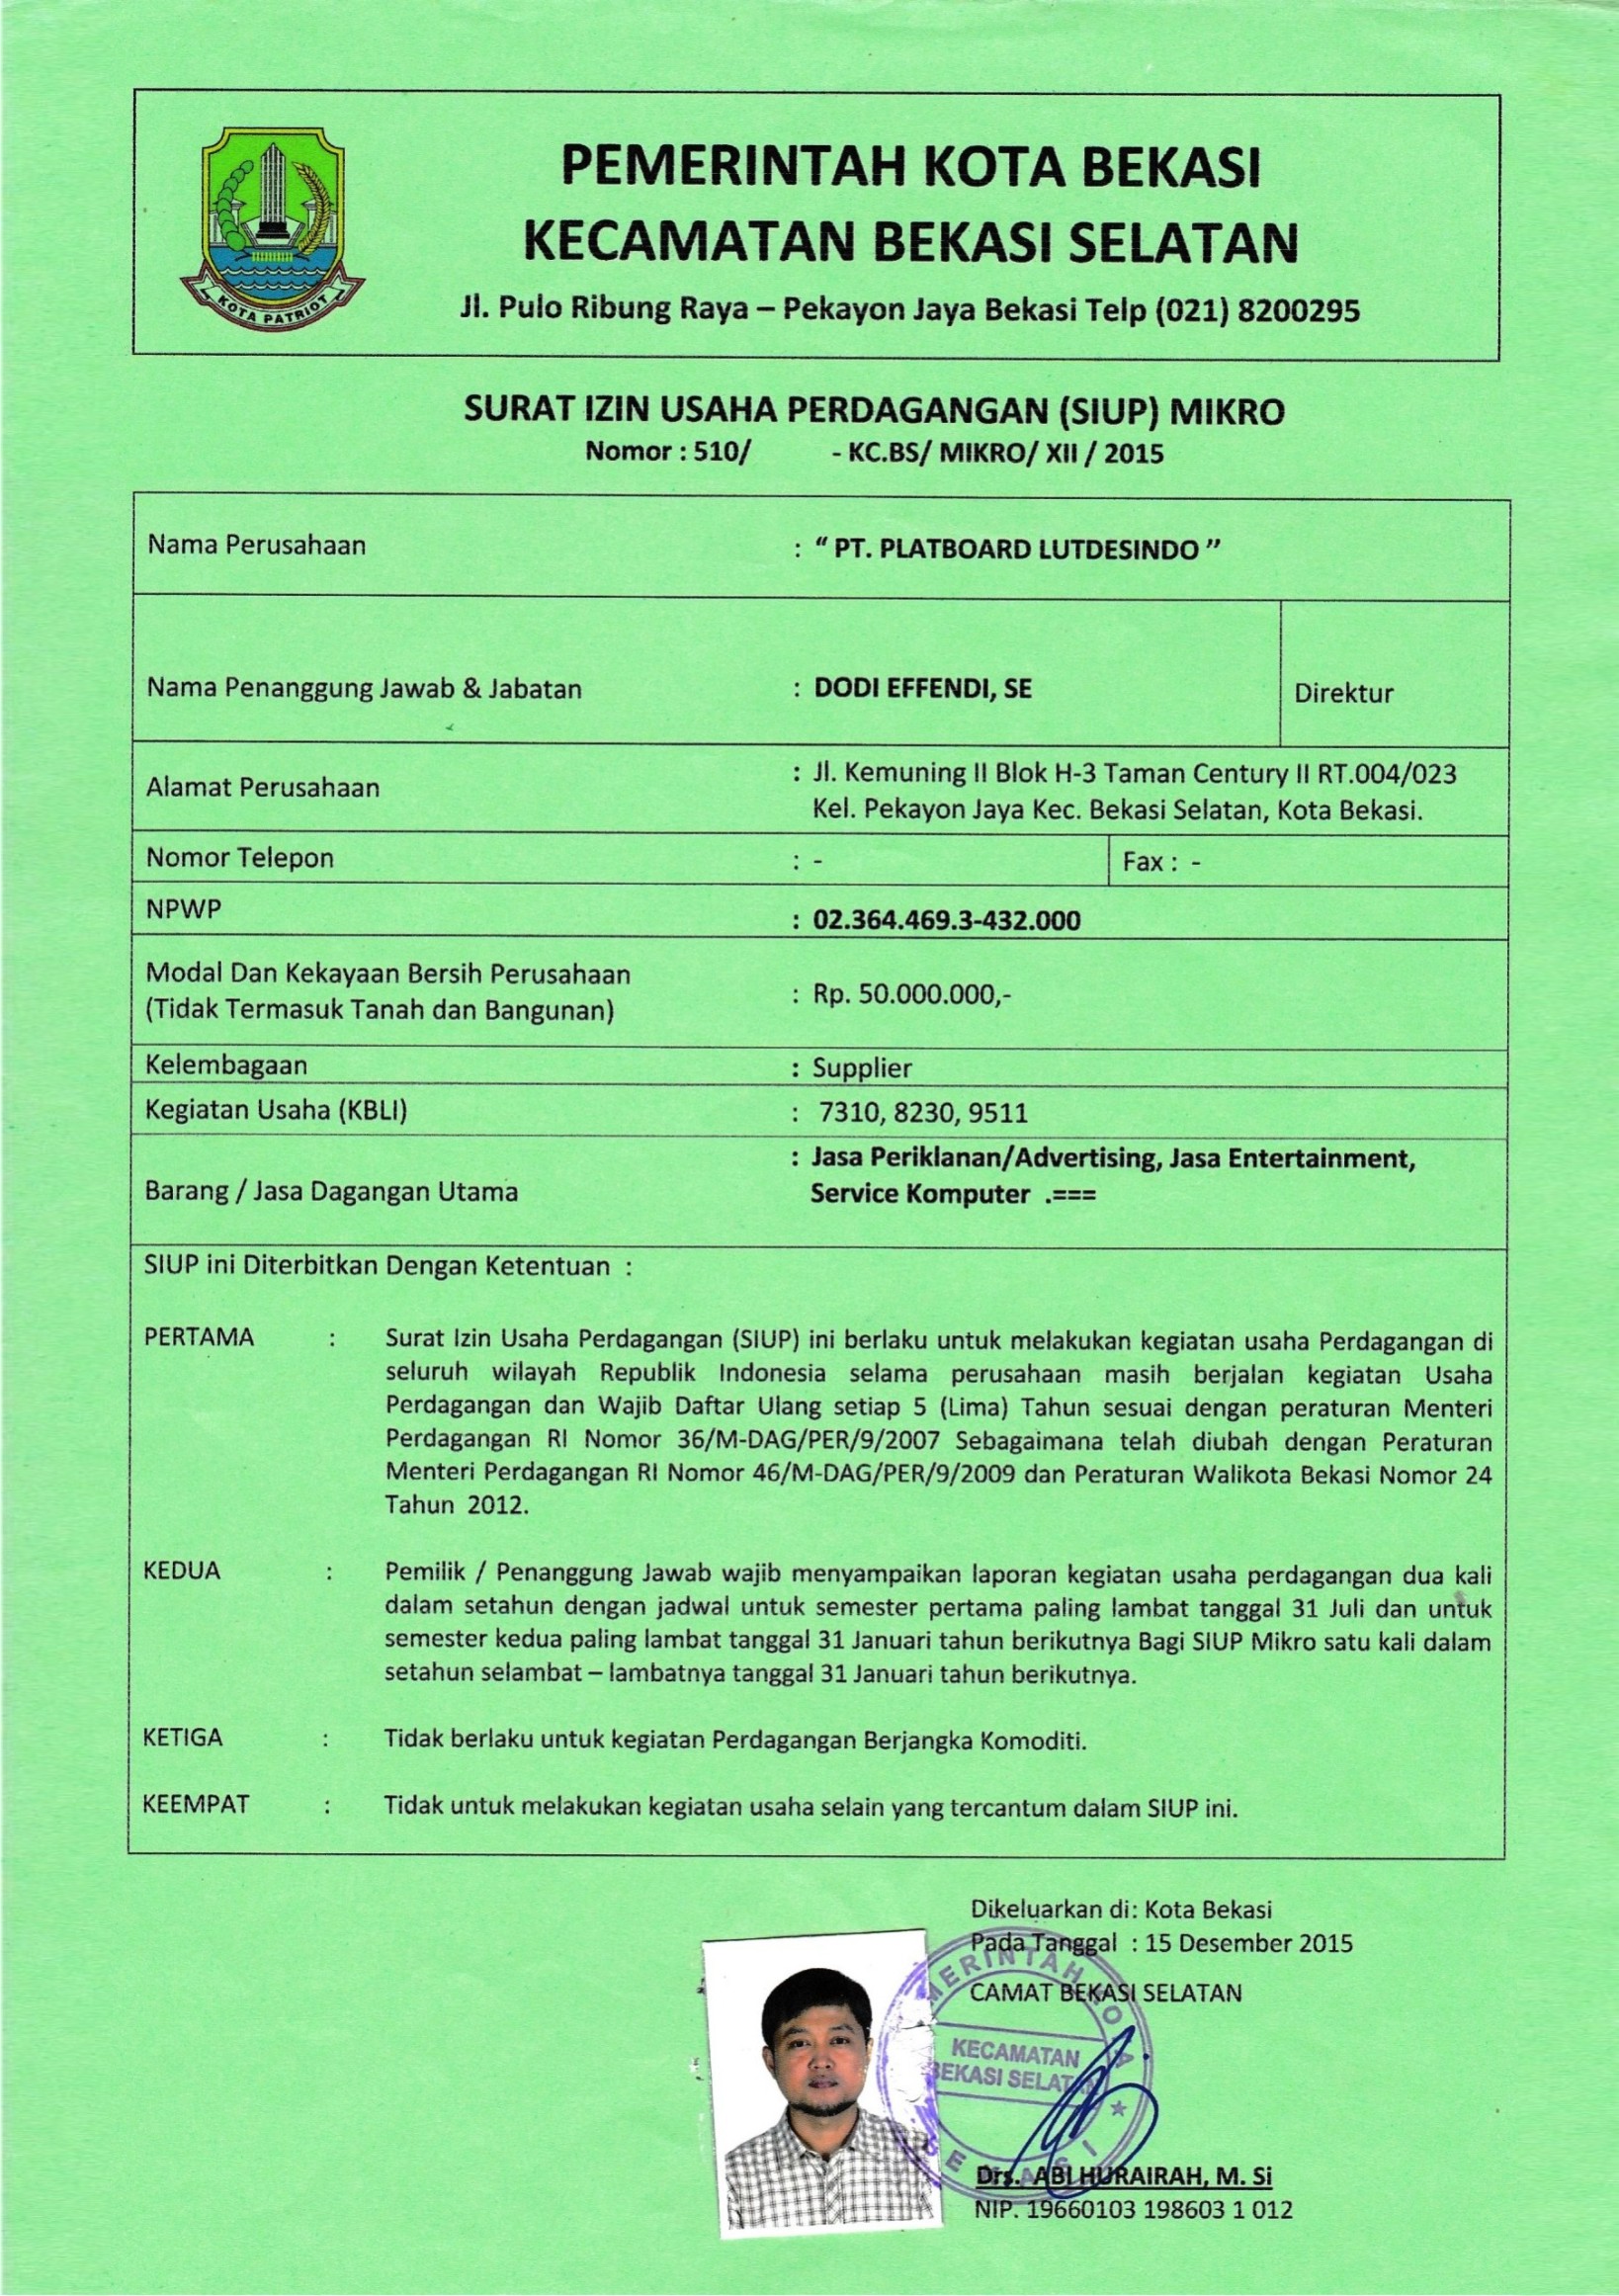 KOTA PATRIOT
PEMERINTAH KOTA BEKASI
KECAMATAN BEKASI SELATAN
Jl. Pulo Ribung Raya – Pekayon Jaya Bekasi Telp (021) 8200295
SURAT IZIN USAHA PERDAGANGAN (SIUP) MIKRO
Nomor : 510/ - KC.BS/ MIKRO/ XII / 2015
Nama Perusahaan : “ PT. PLATBOARD LUTDESINDO ”
Nama Penanggung Jawab & Jabatan : DODI EFFENDI, SE Direktur
Alamat Perusahaan : Jl. Kemuning II Blok H-3 Taman Century II RT.004/023
Kel. Pekayon Jaya Kec. Bekasi Selatan, Kota Bekasi.
Nomor Telepon : - Fax : -
NPWP : 02.364.469.3-432.000
Modal Dan Kekayaan Bersih Perusahaan
(Tidak Termasuk Tanah dan Bangunan) : Rp. 50.000.000,-
Kelembagaan : Supplier
Kegiatan Usaha (KBLI) : 7310, 8230, 9511
Barang / Jasa Dagangan Utama : Jasa Periklanan/Advertising, Jasa Entertainment,
Service Komputer .===
SIUP ini Diterbitkan Dengan Ketentuan :
PERTAMA : Surat Izin Usaha Perdagangan (SIUP) ini berlaku untuk melakukan kegiatan usaha Perdagangan di
seluruh wilayah Republik Indonesia selama perusahaan masih berjalan kegiatan Usaha
Perdagangan dan Wajib Daftar Ulang setiap 5 (Lima) Tahun sesuai dengan peraturan Menteri
Perdagangan RI Nomor 36/M-DAG/PER/9/2007 Sebagaimana telah diubah dengan Peraturan
Menteri Perdagangan RI Nomor 46/M-DAG/PER/9/2009 dan Peraturan Walikota Bekasi Nomor 24
Tahun 2012.
KEDUA : Pemilik / Penanggung Jawab wajib menyampaikan laporan kegiatan usaha perdagangan dua kali
dalam setahun dengan jadwal untuk semester pertama paling lambat tanggal 31 Juli dan untuk
semester kedua paling lambat tanggal 31 Januari tahun berikutnya Bagi SIUP Mikro satu kali dalam
setahun selambat – lambatnya tanggal 31 Januari tahun berikutnya.
KETIGA : Tidak berlaku untuk kegiatan Perdagangan Berjangka Komoditi.
KEEMPAT : Tidak untuk melakukan kegiatan usaha selain yang tercantum dalam SIUP ini.
Dikeluarkan di: Kota Bekasi
Pada Tanggal : 15 Desember 2015
CAMAT BEKASI SELATAN
KECAMATAN
BEKASI SELATAN
Drs. ABI HURAIRAH, M. Si
NIP. 19660103 198603 1 012